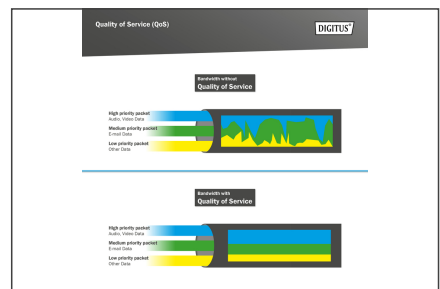 Quality of Service (QoS)
DIGITUS®
Bandwidth without
Quality of Service
High priority packet
Audio, Video Data
Medium priority packet
E-mail Data
Low priority packet
Other Data
Bandwidth with
Quality of Service
High priority packet
Audio, Video Data
Medium priority packet
E-mail Data
Low priority packet
Other Data